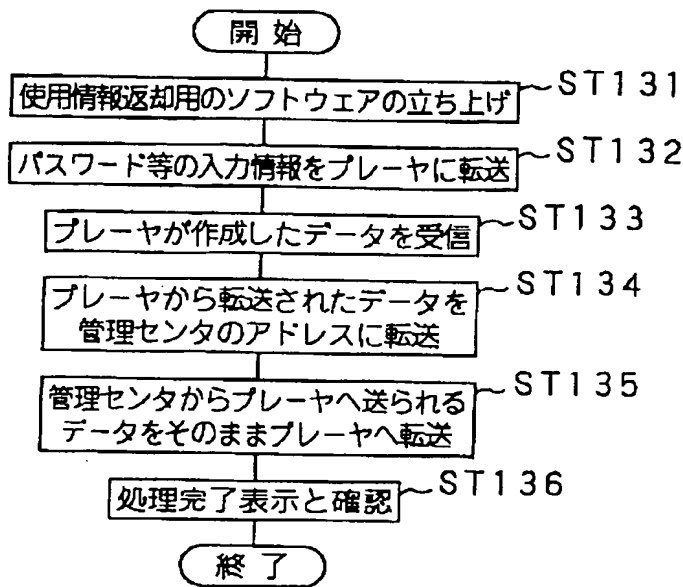 開始
使用情報返却用のソフトウェアの立ち上げ ST131
パスワード等の入力情報をプレーヤに転送 ST132
プレーヤが作成したデータを受信 ST133
プレーヤから転送されたデータを ST134
管理センタのアドレスに転送
管理センタからプレーヤへ送られる ST135
データをそのままプレーヤへ転送
処理完了表示と確認 ST136
終了